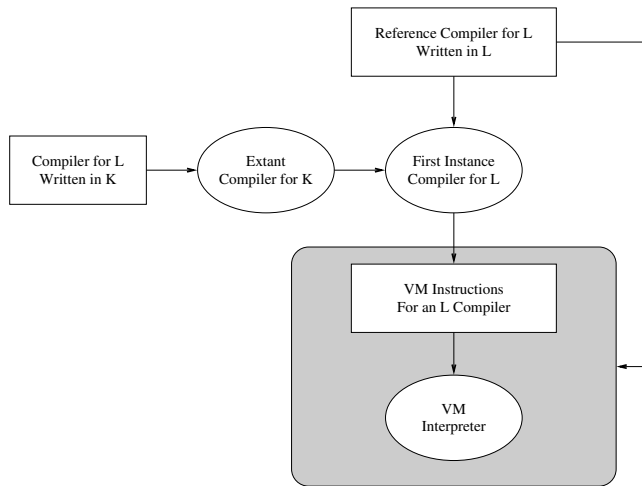 Reference Compiler for L
Written in L
Compiler for L
Written in K
Extant
Compiler for K
First Instance
Compiler for L
VM Instructions
For an L Compiler
VM
Interpreter